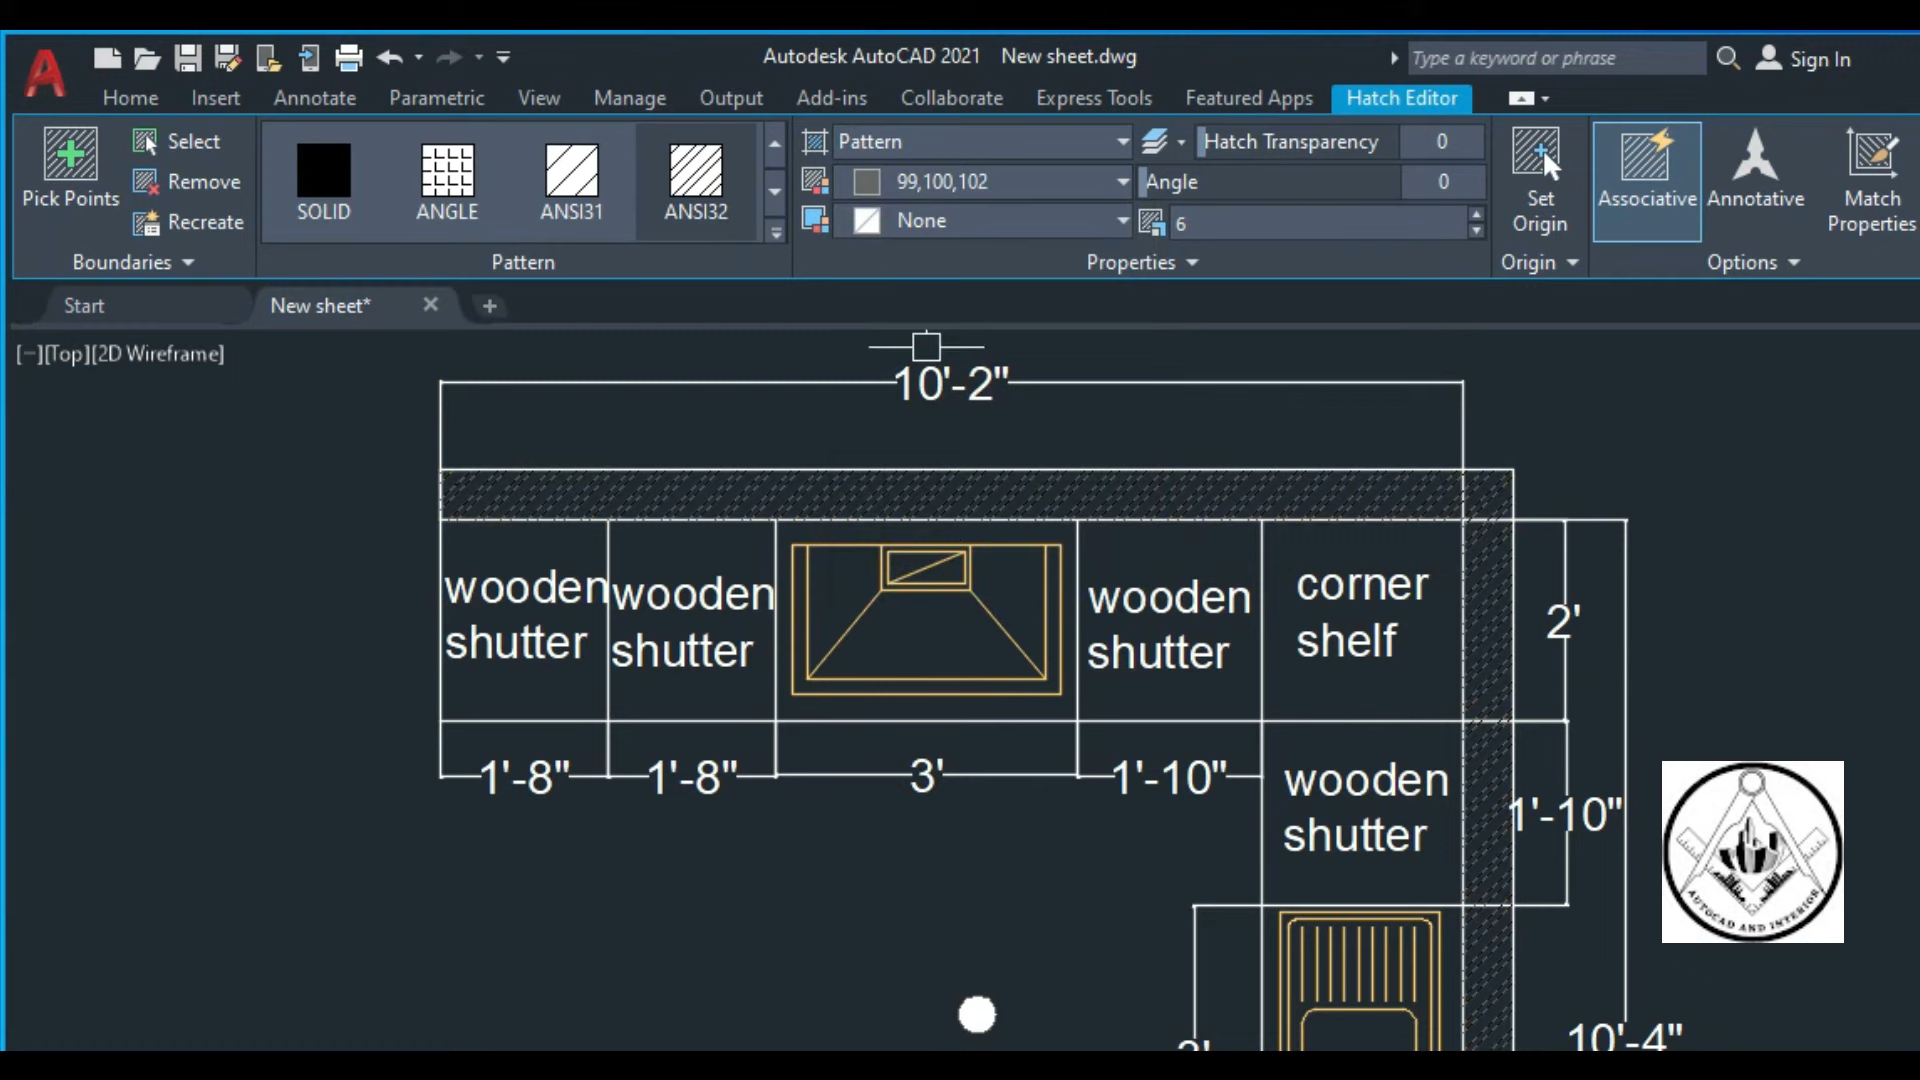 Autodesk AutoCAD 2021 New sheet.dwg
Type a keyword or phrase
Sign In
Home Insert Annotate Parametric View Manage Output Add-ins Collaborate Express Tools Featured Apps Hatch Editor
Pick Points
Select
Remove
Recreate
Boundaries
SOLID ANGLE ANSI31 ANSI32
Pattern
Pattern
99,100,102
None
Hatch Transparency 0
Angle 0
6
Properties
Set
Origin
Origin
Associative
Annotative
Match
Properties
Options
Start
New sheet*
[−][Top][2D Wireframe]
10'-2"
wooden
shutter
wooden
shutter
wooden
shutter
corner
shelf
2'
1'-8"
1'-8"
3'
1'-10"
wooden
shutter
1'-10"
AUTOCAD AND INTERIOR
10'-4"